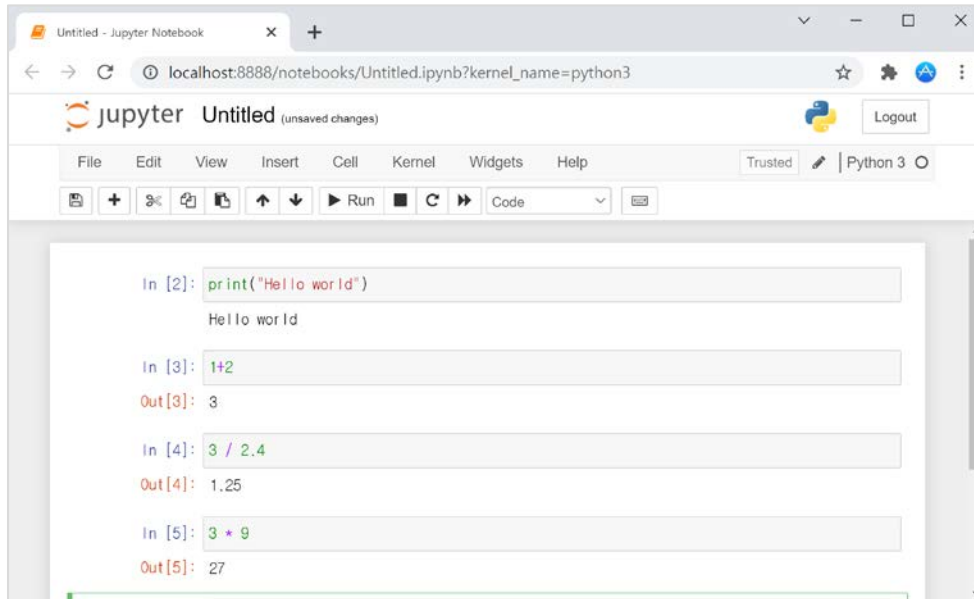 Untitled - Jupyter Notebook
localhost:8888/notebooks/Untitled.ipynb?kernel_name=python3
jupyter Untitled (unsaved changes) Logout
File Edit View Insert Cell Kernel Widgets Help Trusted Python 3
Run Code
In [2]: print("Hello world")
Hello world
In [3]: 1+2
Out[3]: 3
In [4]: 3 / 2.4
Out[4]: 1.25
In [5]: 3 * 9
Out[5]: 27